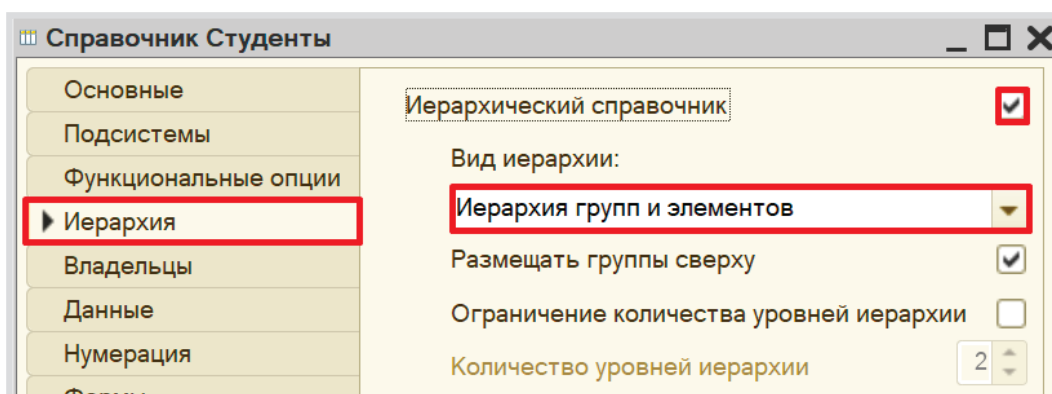 Справочник Студенты
Основные
Подсистемы
Функциональные опции
Иерархия
Владельцы
Данные
Нумерация
Иерархический справочник
Вид иерархии:
Иерархия групп и элементов
Размещать группы сверху
Ограничение количества уровней иерархии
Количество уровней иерархии 2